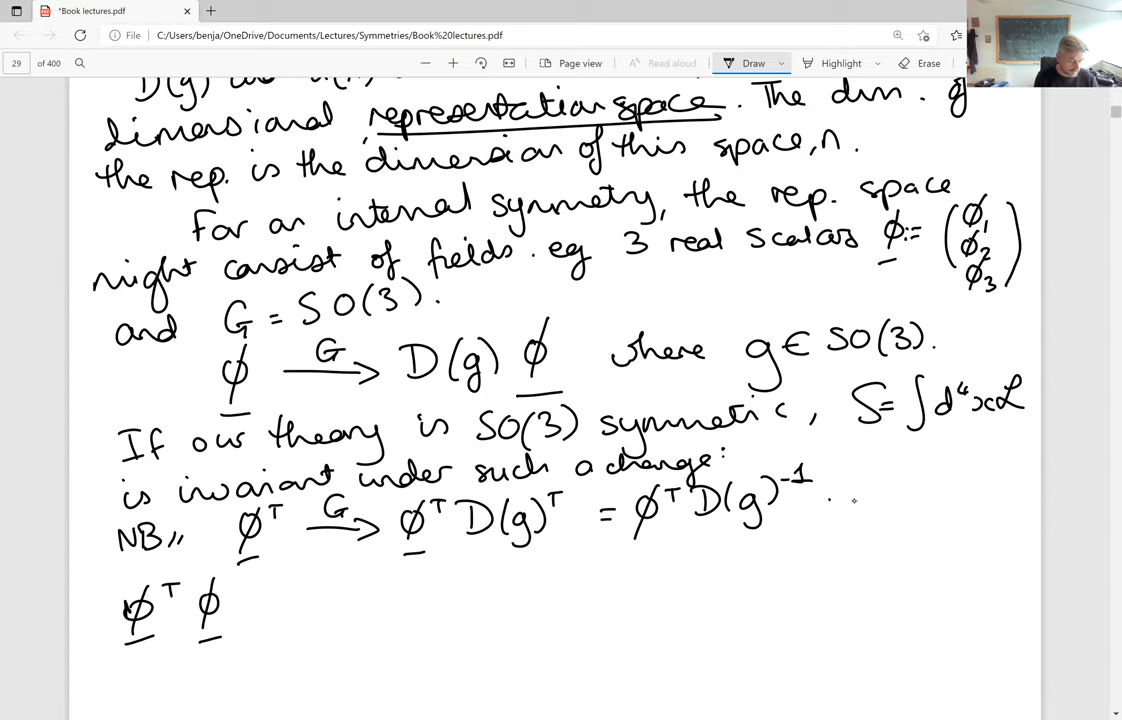 *Book lectures.pdf
File C:/Users/benja/OneDrive/Documents/Lectures/Symmetries/Book%20lectures.pdf
29 of 400 Page view Read aloud Draw Highlight Erase
dimensional representation space. The dim. of
the rep. is the dimension of this space, n.
For an internal symmetry, the rep. space
might consist of fields. eg 3 real scalars ϕ := (ϕ₁ ϕ₂ ϕ₃)
and G = SO(3).
ϕ →ᴳ D(g) ϕ where g ∈ SO(3).
If our theory is SO(3) symmetric, S = ∫d⁴x ℒ
is invariant under such a change:
NB// ϕᵀ →ᴳ ϕᵀ D(g)ᵀ = ϕᵀ D(g)⁻¹.
ϕᵀ ϕ